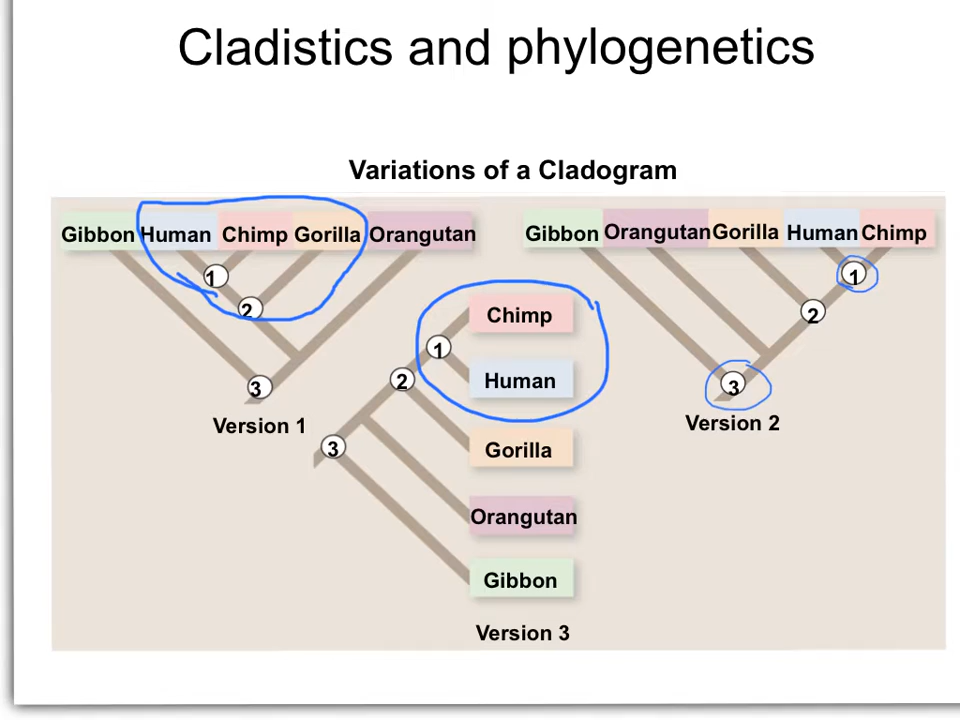 Cladistics and phylogenetics
Variations of a Cladogram
Gibbon Human Chimp Gorilla Orangutan
1
2
3
Version 1
Gibbon Orangutan Gorilla Human Chimp
1
2
3
Version 2
Chimp
1
Human
2
Gorilla
3
Orangutan
Gibbon
Version 3